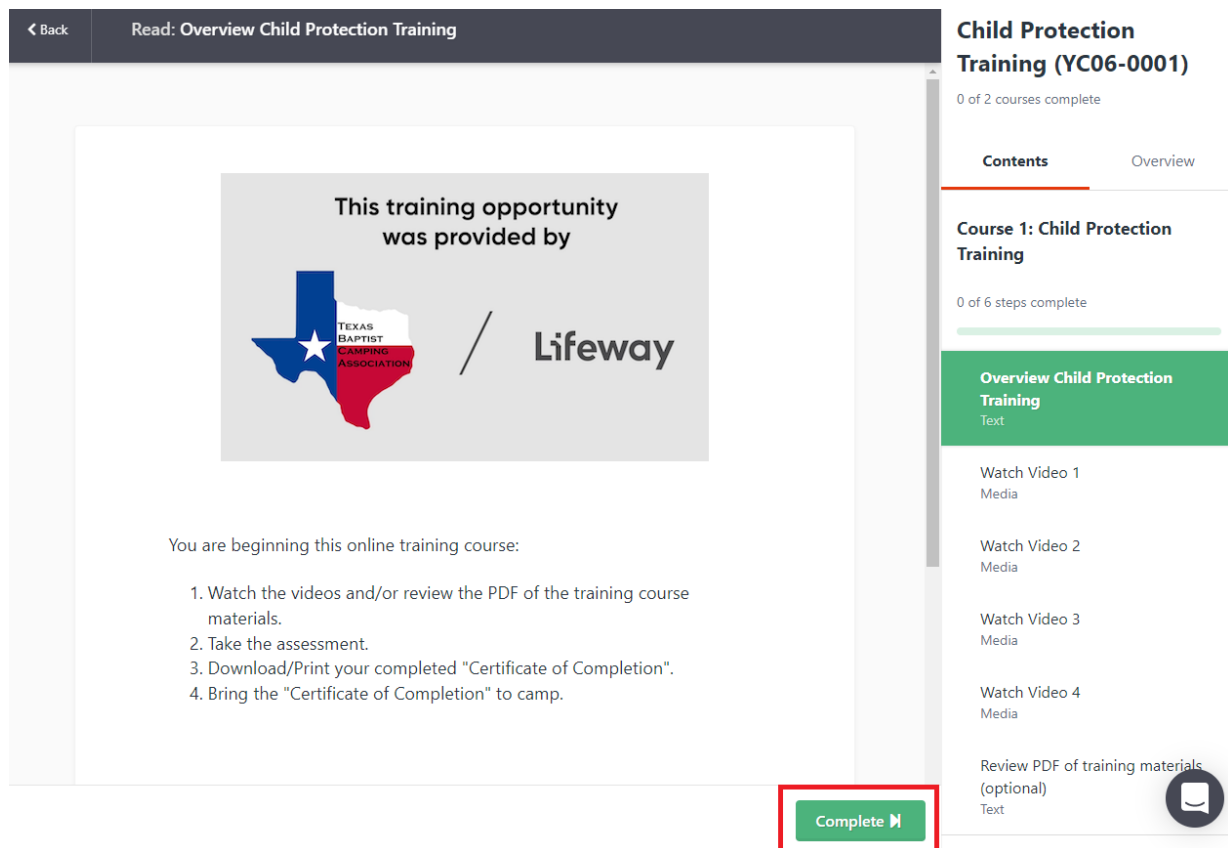 Back
Read: Overview Child Protection Training
This training opportunity
was provided by
TEXAS
BAPTIST
CAMPING
ASSOCIATION
Lifeway
You are beginning this online training course:
1. Watch the videos and/or review the PDF of the training course
materials.
2. Take the assessment.
3. Download/Print your completed "Certificate of Completion".
4. Bring the "Certificate of Completion" to camp.
Complete
Child Protection
Training (YC06-0001)
0 of 2 courses complete
Contents
Overview
Course 1: Child Protection
Training
0 of 6 steps complete
Overview Child Protection
Training
Text
Watch Video 1
Media
Watch Video 2
Media
Watch Video 3
Media
Watch Video 4
Media
Review PDF of training materials
(optional)
Text